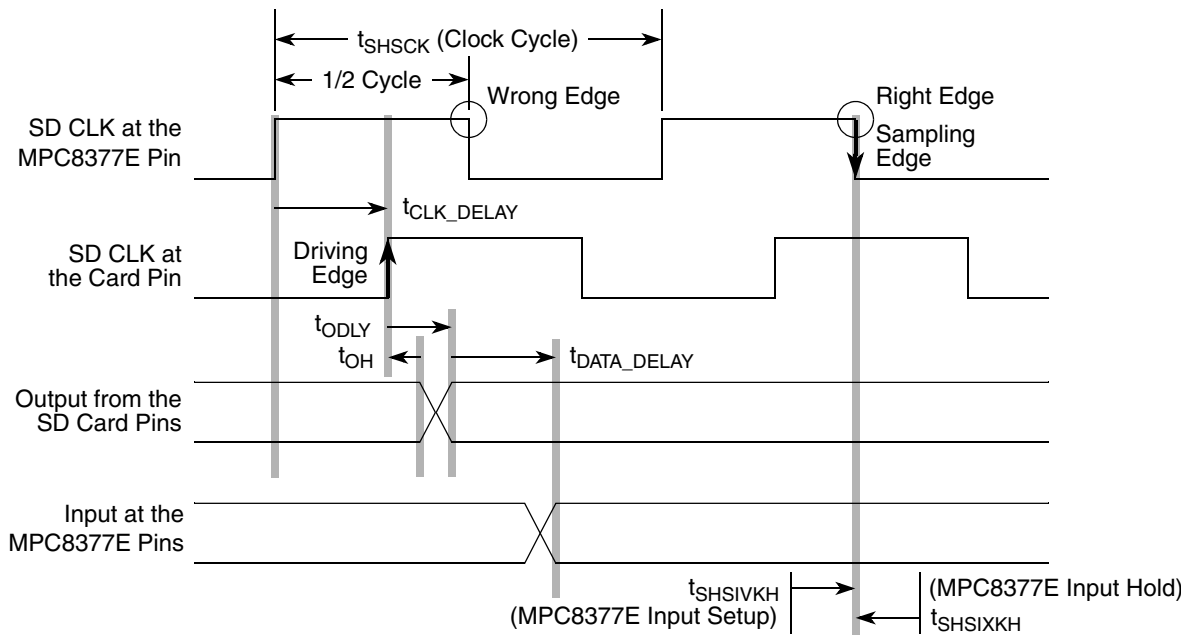 tSHSCK (Clock Cycle)
1/2 Cycle
Wrong Edge
Right Edge
SD CLK at the
MPC8377E Pin
Sampling
Edge
tCLK_DELAY
SD CLK at
the Card Pin
Driving
Edge
tODLY
tOH
tDATA_DELAY
Output from the
SD Card Pins
Input at the
MPC8377E Pins
tSHSIVKH
(MPC8377E Input Setup)
(MPC8377E Input Hold)
tSHSIXKH